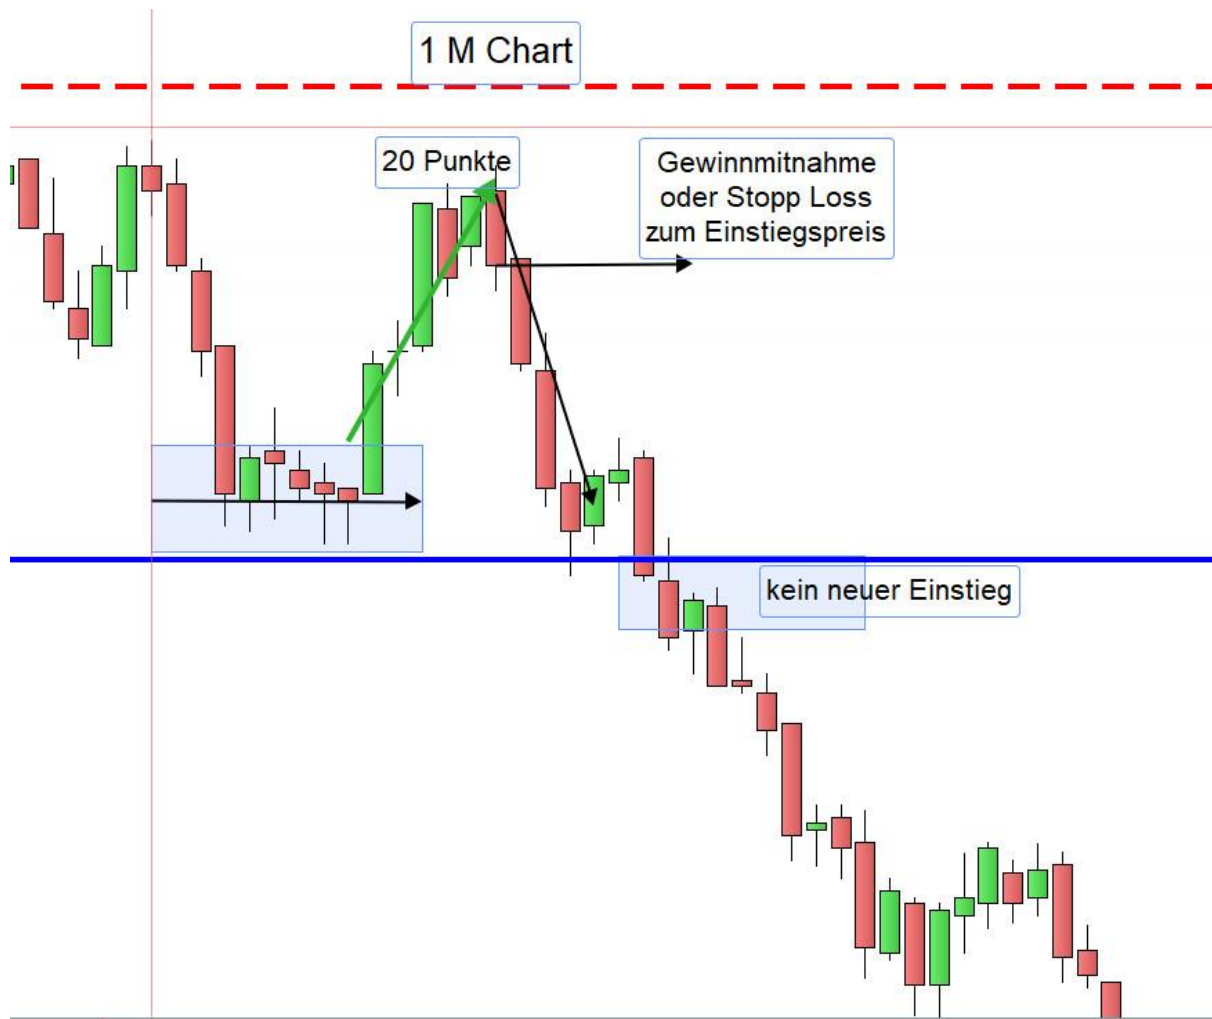 1 M Chart
20 Punkte
Gewinnmitnahme
oder Stopp Loss
zum Einstiegspreis
kein neuer Einstieg